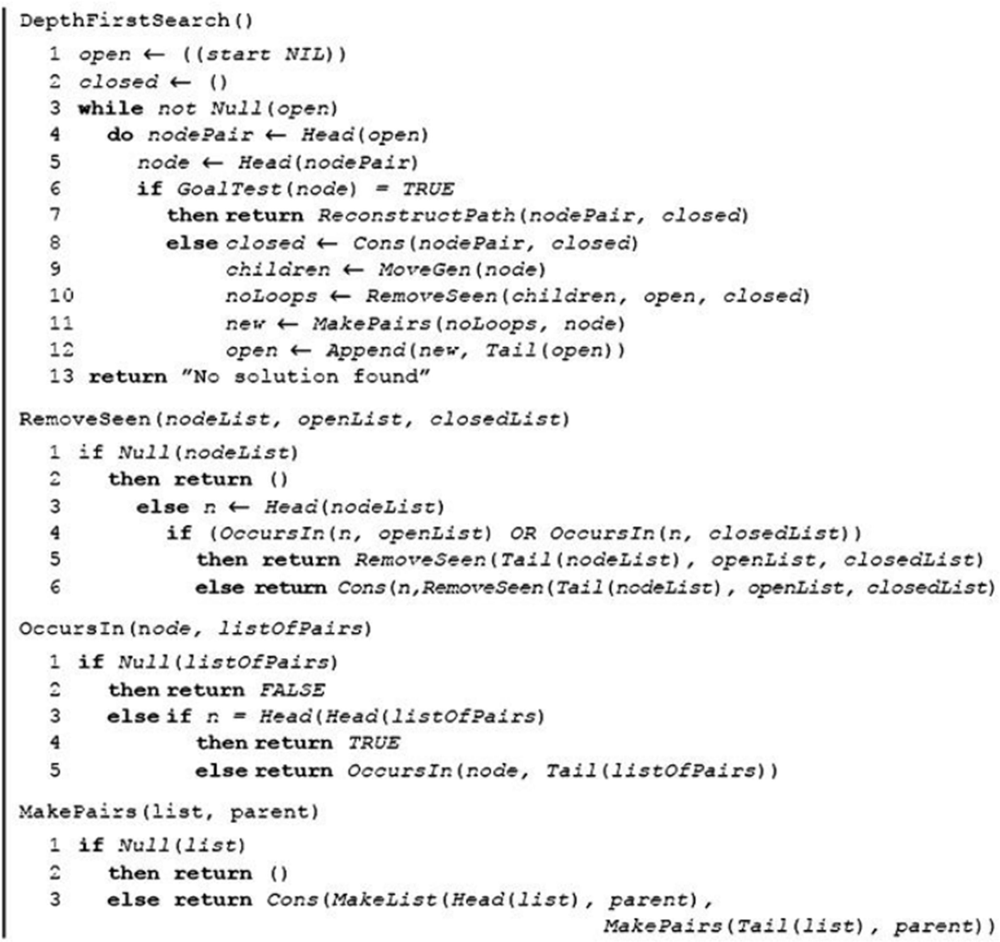 DepthFirstSearch()
1 open ← ((start NIL))
2 closed ← ()
3 while not Null(open)
4 do nodePair ← Head(open)
5 node ← Head(nodePair)
6 if GoalTest(node) = TRUE
7 then return ReconstructPath(nodePair, closed)
8 else closed ← Cons(nodePair, closed)
9 children ← MoveGen(node)
10 noLoops ← RemoveSeen(children, open, closed)
11 new ← MakePairs(noLoops, node)
12 open ← Append(new, Tail(open))
13 return "No solution found"
RemoveSeen(nodeList, openList, closedList)
1 if Null(nodeList)
2 then return ()
3 else n ← Head(nodeList)
4 if (OccursIn(n, openList) OR OccursIn(n, closedList))
5 then return RemoveSeen(Tail(nodeList), openList, closedList)
6 else return Cons(n,RemoveSeen(Tail(nodeList), openList, closedList)
OccursIn(node, listOfPairs)
1 if Null(listOfPairs)
2 then return FALSE
3 else if n = Head(Head(listOfPairs)
4 then return TRUE
5 else return OccursIn(node, Tail(listOfPairs))
MakePairs(list, parent)
1 if Null(list)
2 then return ()
3 else return Cons(MakeList(Head(list), parent),
MakePairs(Tail(list), parent))